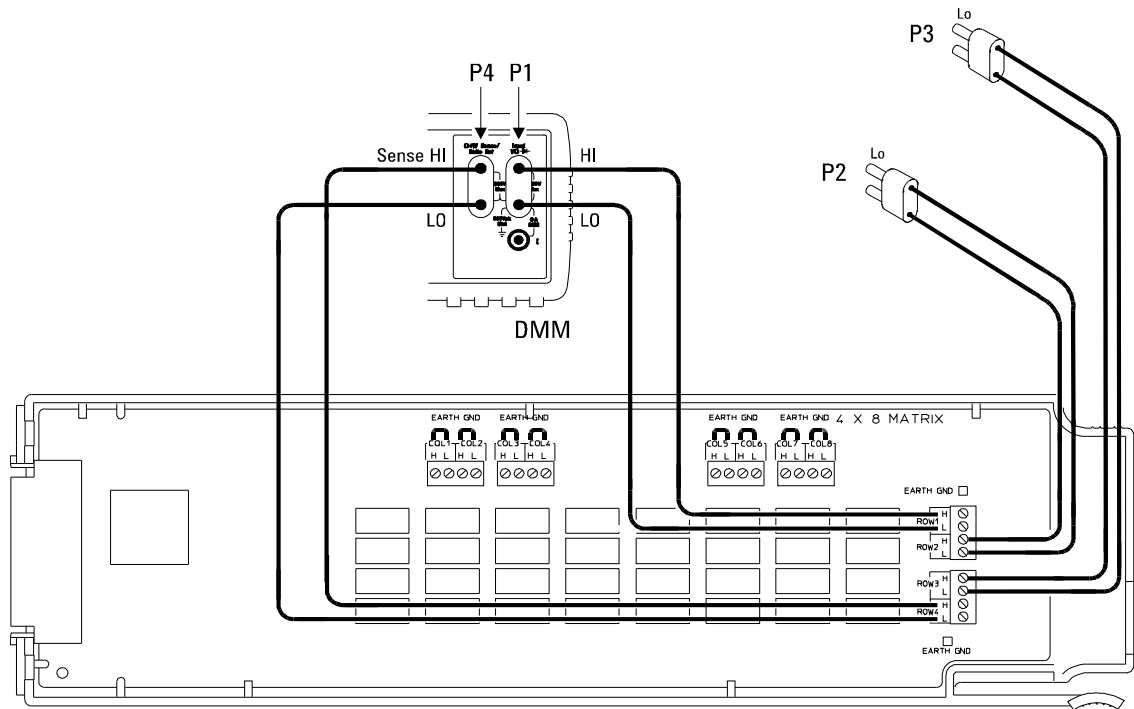 Lo
P3
P4 P1
Lo
P2
Sense HI
HI
LO
LO
Input
DMM
EARTH GND
EARTH GND
EARTH GND
EARTH GND
4 X 8 MATRIX
COL1 COL2
COL3 COL4
COL5 COL6
COL7 COL8
H L H L
H L H L
H L H L
H L H L
EARTH GND
ROW1 H
L
ROW2 H
L
ROW3 H
L
ROW4 H
L
EARTH GND